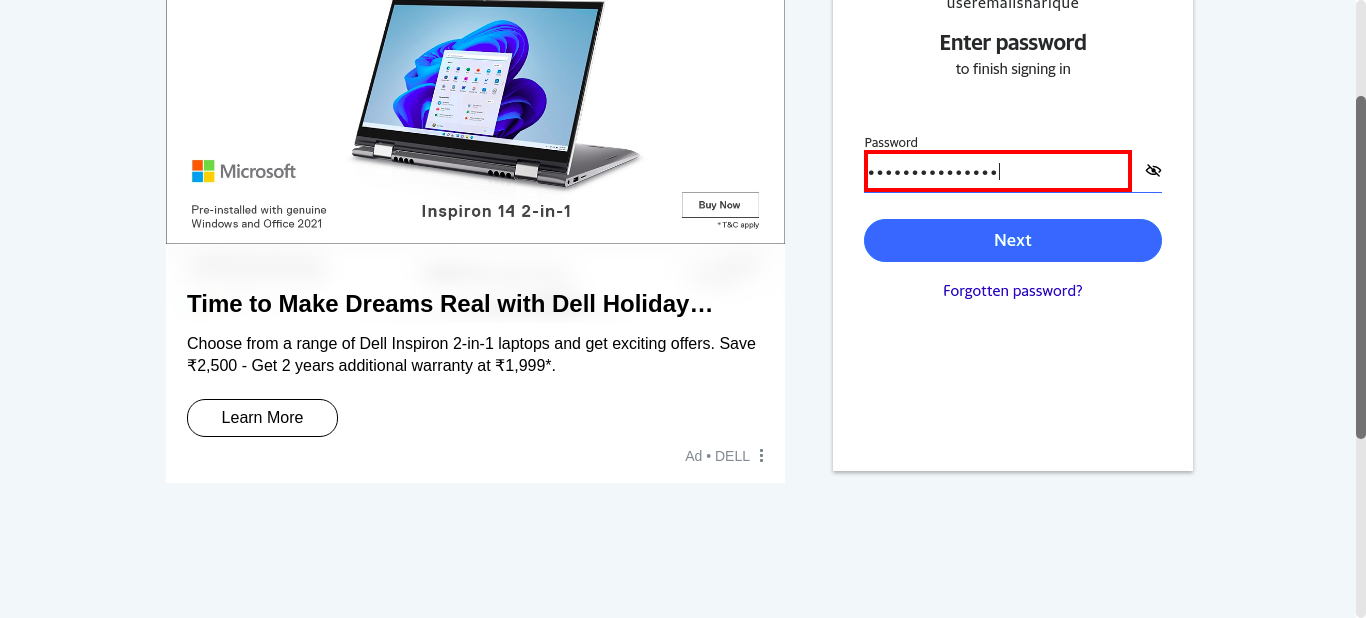 Microsoft
Pre-installed with genuine
Windows and Office 2021
Inspiron 14 2-in-1
Buy Now
*T&C apply
Time to Make Dreams Real with Dell Holiday…
Choose from a range of Dell Inspiron 2-in-1 laptops and get exciting offers. Save
₹2,500 - Get 2 years additional warranty at ₹1,999*.
Learn More
Ad • DELL
useremailsharique
Enter password
to finish signing in
Password
Next
Forgotten password?